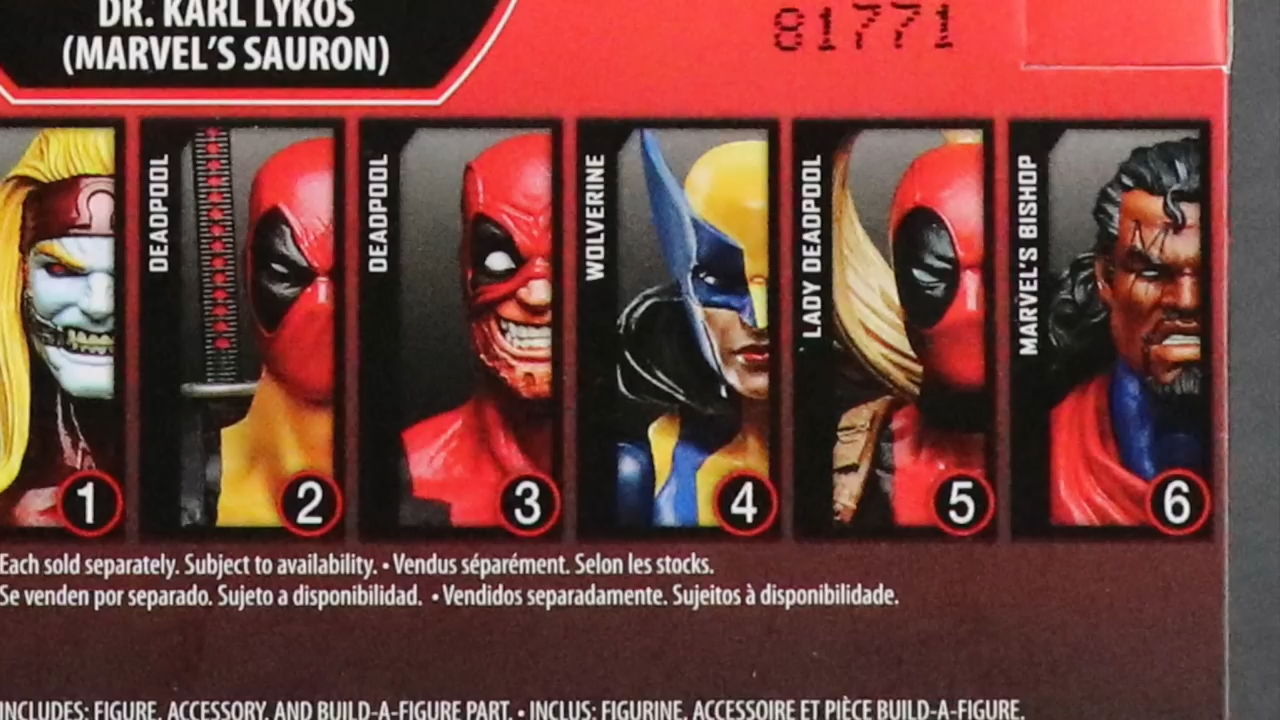 DR. KARL LYKOS
(MARVEL'S SAURON)
81771
DEADPOOL
DEADPOOL
WOLVERINE
LADY DEADPOOL
MARVEL'S BISHOP
1
2
3
4
5
6
Each sold separately. Subject to availability. • Vendus séparément. Selon les stocks.
Se venden por separado. Sujeto a disponibilidad. • Vendidos separadamente. Sujeitos à disponibilidade.
INCLUDES: FIGURE, ACCESSORY, AND BUILD-A-FIGURE PART. • INCLUS: FIGURINE, ACCESSOIRE ET PIÈCE BUILD-A-FIGURE.